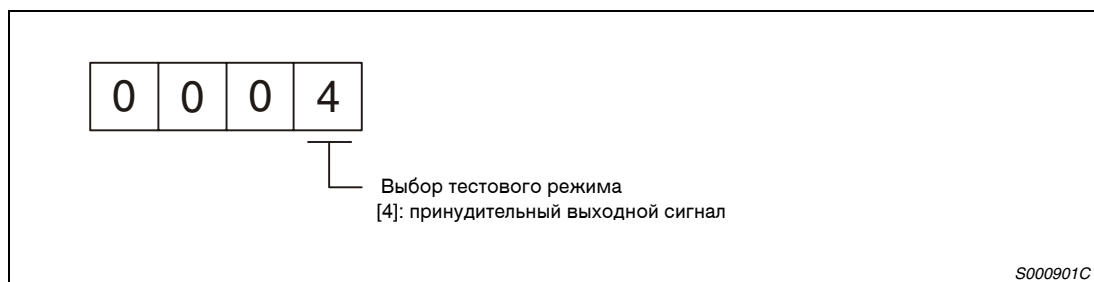 0 0 0 4
Выбор тестового режима
[4]: принудительный выходной сигнал
S000901C